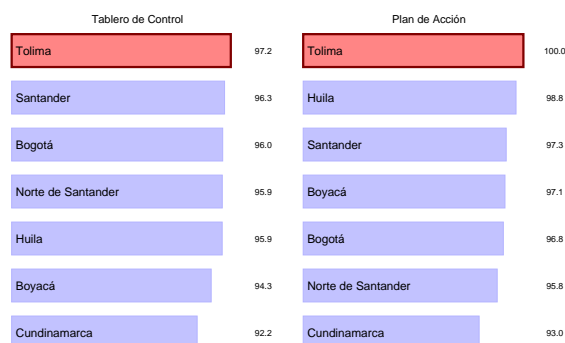 Tablero de Control
Tolima 97.2
Santander 96.3
Bogotá 96.0
Norte de Santander 95.9
Huila 95.9
Boyacá 94.3
Cundinamarca 92.2
Plan de Acción
Tolima 100.0
Huila 98.8
Santander 97.3
Boyacá 97.1
Bogotá 96.8
Norte de Santander 95.8
Cundinamarca 93.0